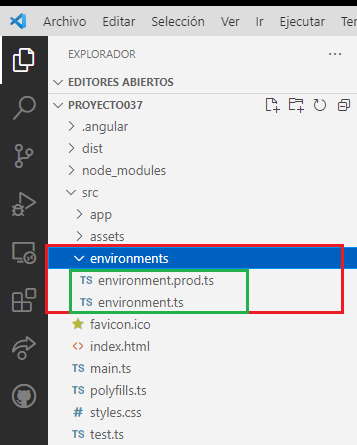 Archivo Editar Selección Ver Ir Ejecutar
EXPLORADOR
EDITORES ABIERTOS
PROYECTO037
.angular
dist
node_modules
src
app
assets
environments
TS environment.prod.ts
TS environment.ts
favicon.ico
<> index.html
TS main.ts
TS polyfills.ts
# styles.css
TS test.ts